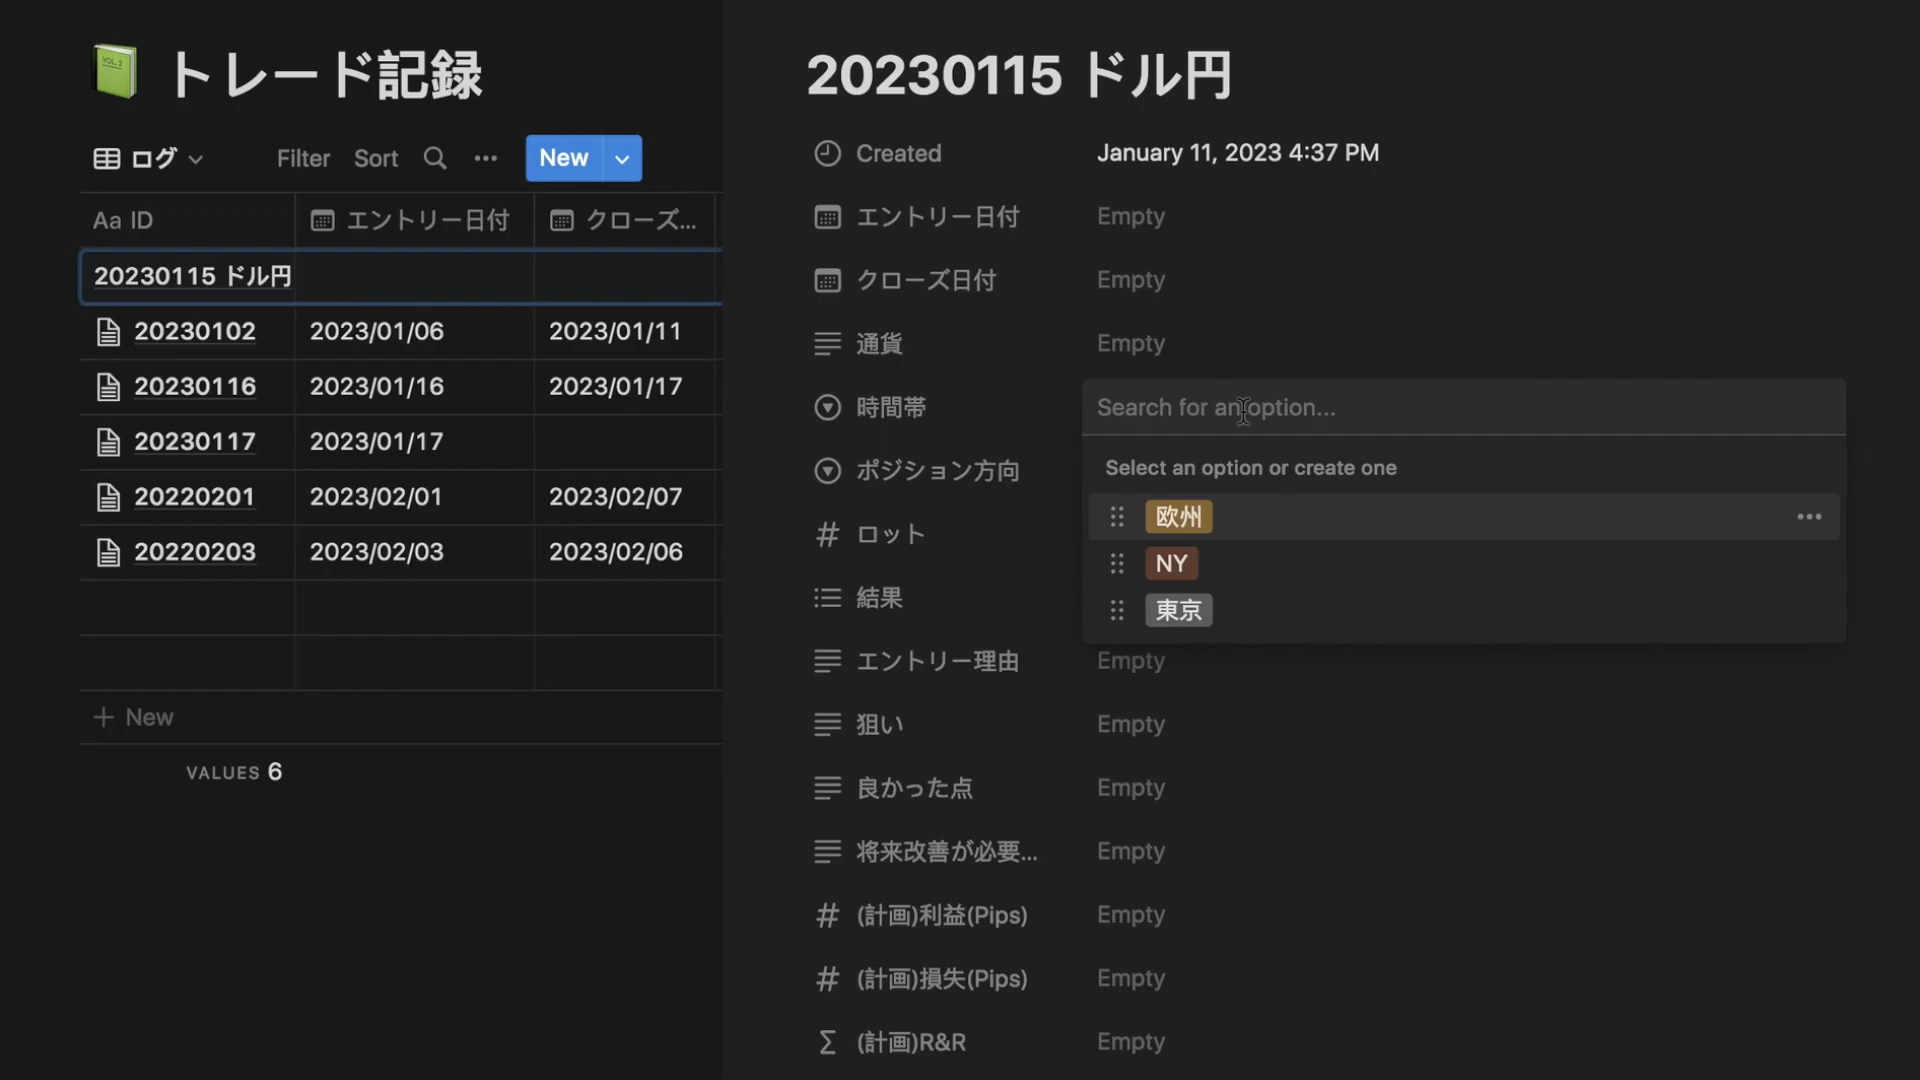 トレード記録
ログ
Filter
Sort
New
Aa ID
エントリー日付
クローズ...
20230115 ドル円
20230102
2023/01/06
2023/01/11
20230116
2023/01/16
2023/01/17
20230117
2023/01/17
20220201
2023/02/01
2023/02/07
20220203
2023/02/03
2023/02/06
+ New
VALUES 6
20230115 ドル円
Created
January 11, 2023 4:37 PM
エントリー日付
Empty
クローズ日付
Empty
通貨
Empty
時間帯
Search for an option...
ポジション方向
Select an option or create one
欧州
ロット
NY
結果
東京
エントリー理由
Empty
狙い
Empty
良かった点
Empty
将来改善が必要...
Empty
(計画)利益(Pips)
Empty
(計画)損失(Pips)
Empty
(計画)R&R
Empty